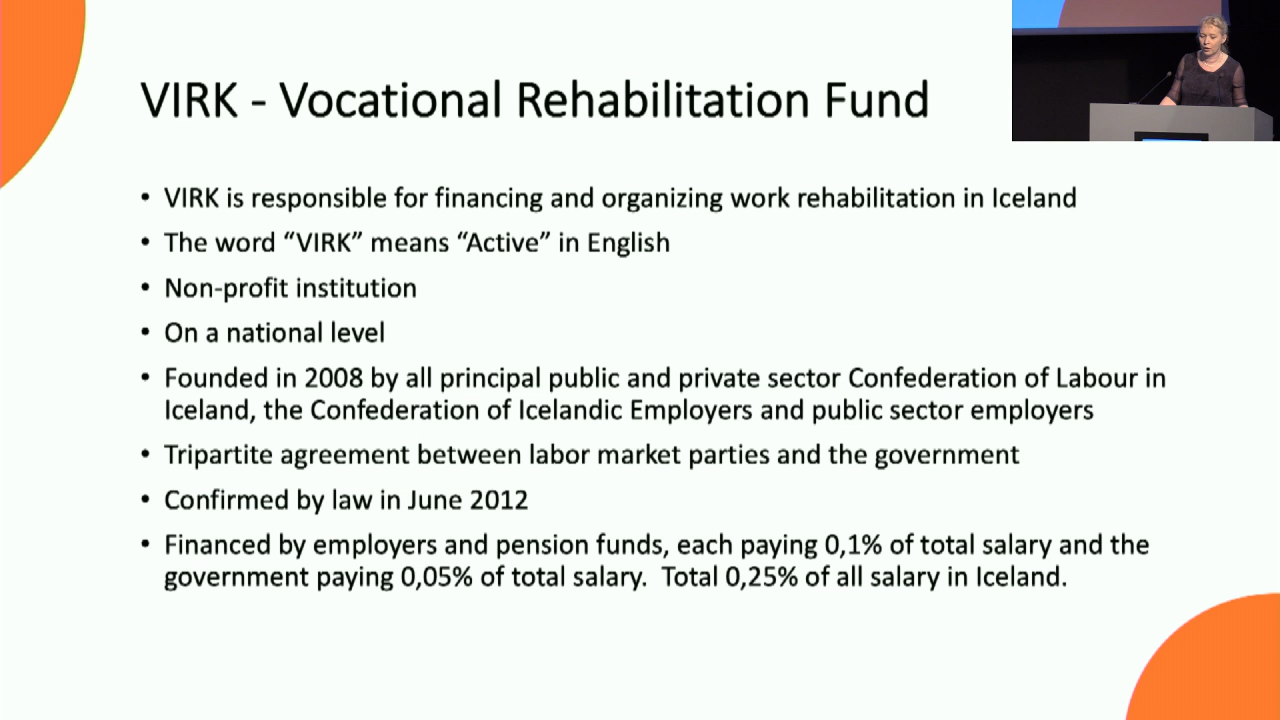 VIRK - Vocational Rehabilitation Fund
• VIRK is responsible for financing and organizing work rehabilitation in Iceland
• The word “VIRK” means “Active” in English
• Non-profit institution
• On a national level
• Founded in 2008 by all principal public and private sector Confederation of Labour in
Iceland, the Confederation of Icelandic Employers and public sector employers
• Tripartite agreement between labor market parties and the government
• Confirmed by law in June 2012
• Financed by employers and pension funds, each paying 0,1% of total salary and the
government paying 0,05% of total salary.  Total 0,25% of all salary in Iceland.